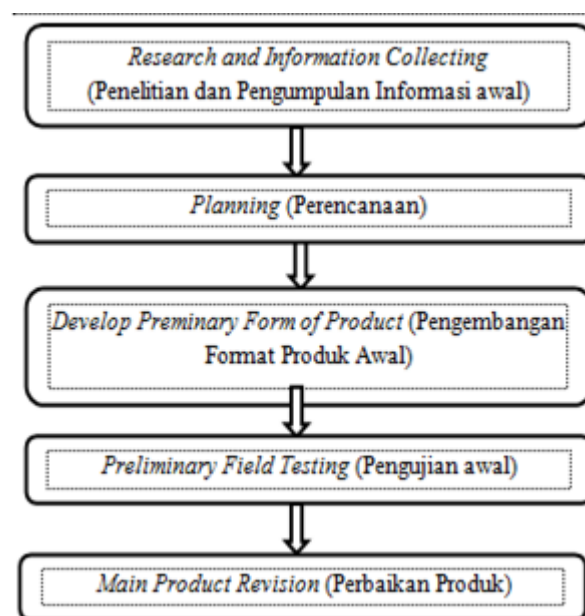 Research and Information Collecting
(Penelitian dan Pengumpulan Informasi awal)
Planning (Perencanaan)
Develop Preminary Form of Product (Pengembangan
Format Produk Awal)
Preliminary Field Testing (Pengujian awal)
Main Product Revision (Perbaikan Produk)